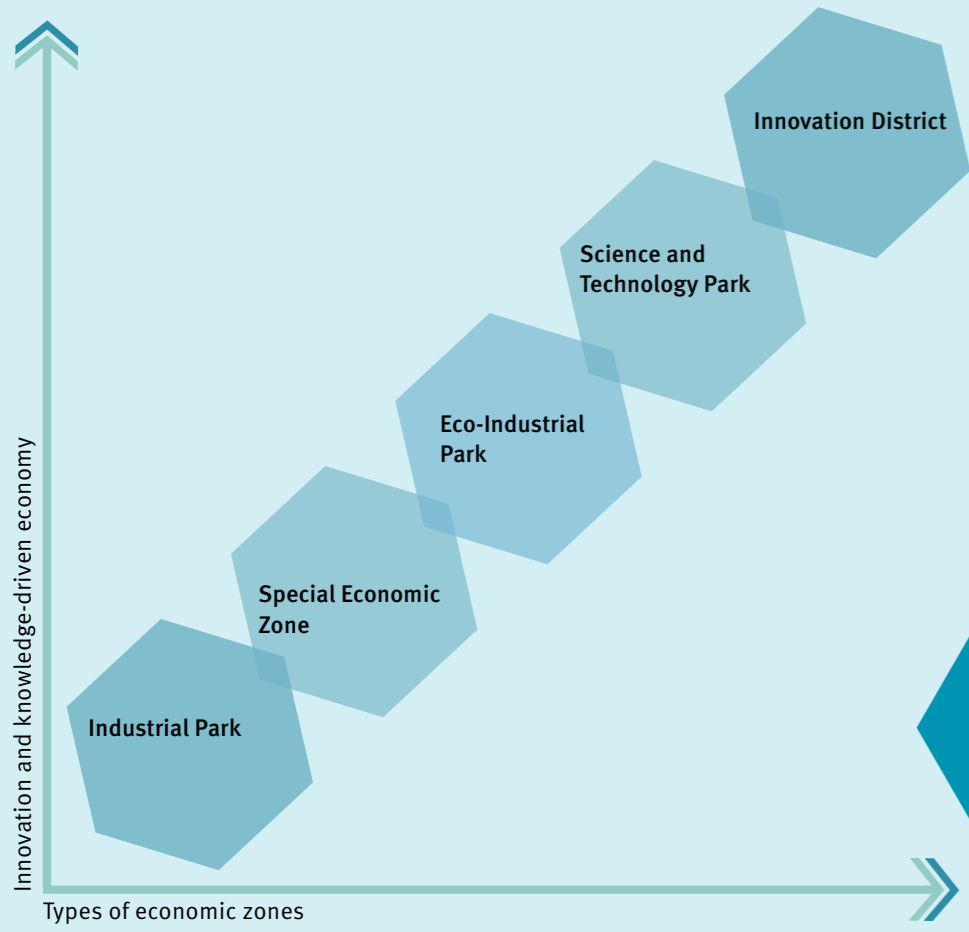 Innovation District
Science and
Technology Park
Eco-Industrial
Park
Special Economic
Zone
Industrial Park
Innovation and knowledge-driven economy
Types of economic zones